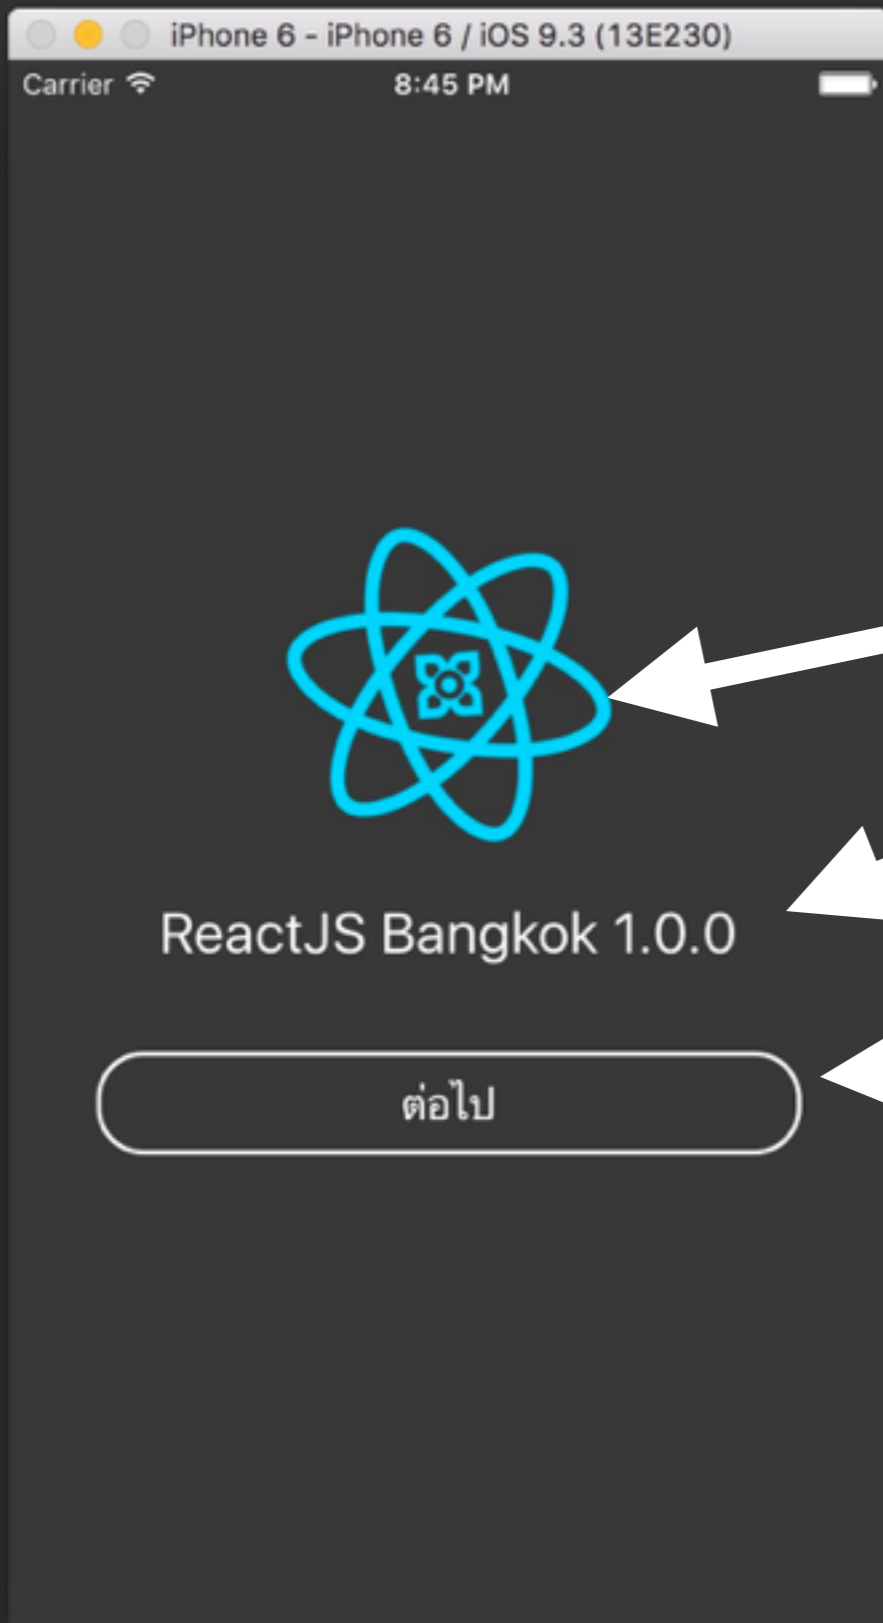 iPhone 6 - iPhone 6 / iOS 9.3 (13E230)
Carrier 8:45 PM
ReactJS Bangkok 1.0.0
ต่อไป